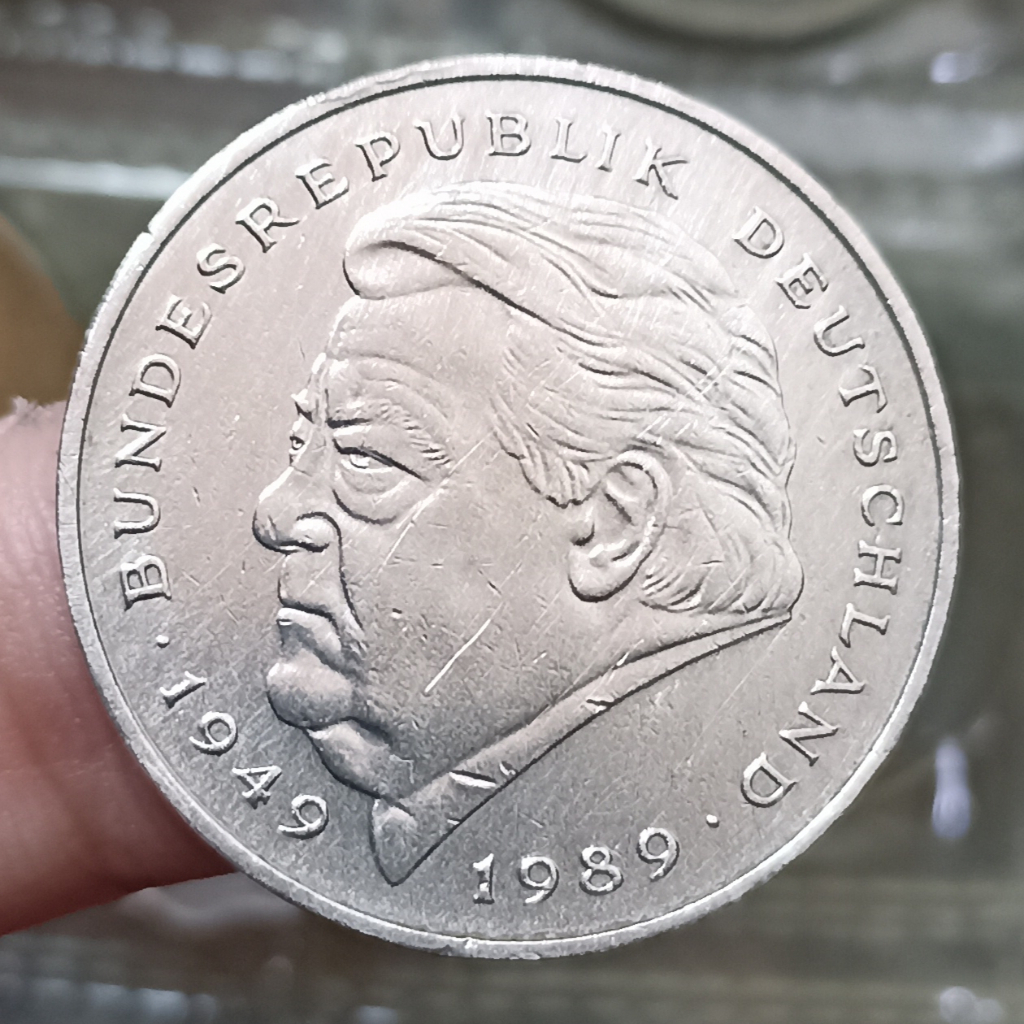 · BUNDESREPUBLIK DEUTSCHLAND ·
1949 1989